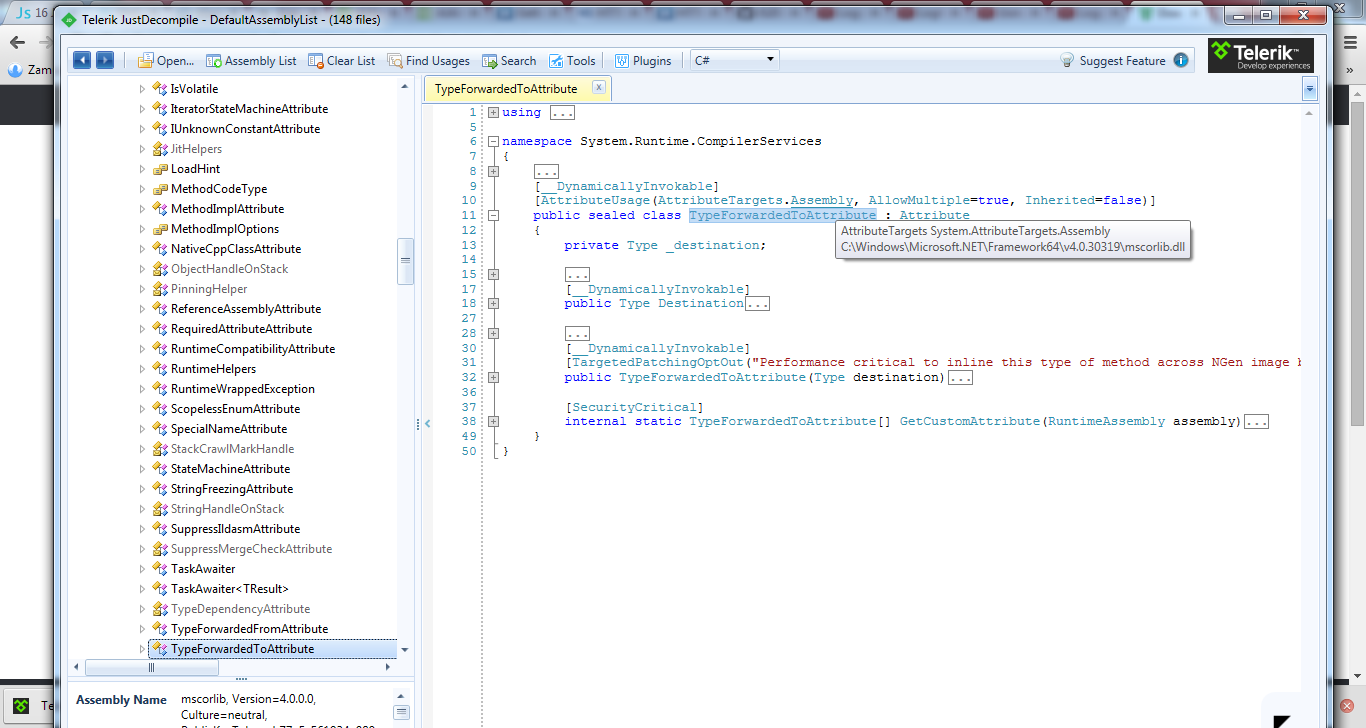 Js 16
Telerik JustDecompile - DefaultAssemblyList - (148 files)
Zam
Open... Assembly List Clear List Find Usages Search Tools Plugins C# Suggest Feature
Telerik™
Develop experiences
IsVolatile
IteratorStateMachineAttribute
IUnknownConstantAttribute
JitHelpers
LoadHint
MethodCodeType
MethodImplAttribute
MethodImplOptions
NativeCppClassAttribute
ObjectHandleOnStack
PinningHelper
ReferenceAssemblyAttribute
RequiredAttributeAttribute
RuntimeCompatibilityAttribute
RuntimeHelpers
RuntimeWrappedException
ScopelessEnumAttribute
SpecialNameAttribute
StackCrawlMarkHandle
StateMachineAttribute
StringFreezingAttribute
StringHandleOnStack
SuppressIldasmAttribute
SuppressMergeCheckAttribute
TaskAwaiter
TaskAwaiter<TResult>
TypeDependencyAttribute
TypeForwardedFromAttribute
TypeForwardedToAttribute
Assembly Name mscorlib, Version=4.0.0.0,
Culture=neutral,
Te
TypeForwardedToAttribute
1 using ...
5
6 namespace System.Runtime.CompilerServices
7 {
8 ...
9 [__DynamicallyInvokable]
10 [AttributeUsage(AttributeTargets.Assembly, AllowMultiple=true, Inherited=false)]
11 public sealed class TypeForwardedToAttribute : Attribute
12 {
13 private Type _destination;
14
15 ...
17 [__DynamicallyInvokable]
18 public Type Destination...
27
28 ...
30 [__DynamicallyInvokable]
31 [TargetedPatchingOptOut("Performance critical to inline this type of method across NGen image b
32 public TypeForwardedToAttribute(Type destination)...
36
37 [SecurityCritical]
38 internal static TypeForwardedToAttribute[] GetCustomAttribute(RuntimeAssembly assembly)...
49 }
50 }
AttributeTargets System.AttributeTargets.Assembly
C:\Windows\Microsoft.NET\Framework64\v4.0.30319\mscorlib.dll